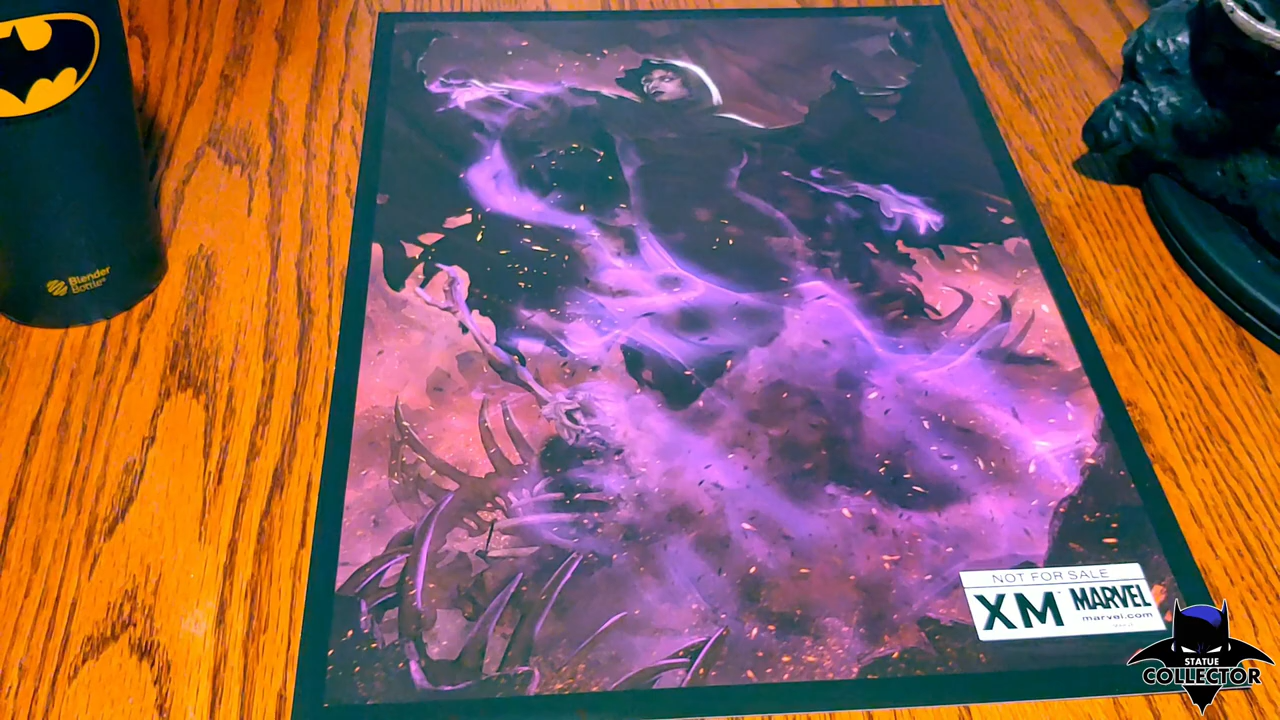 Blender
Bottle®
NOT FOR SALE
XM
MARVEL
marvel.com
STATUE
COLLECTOR